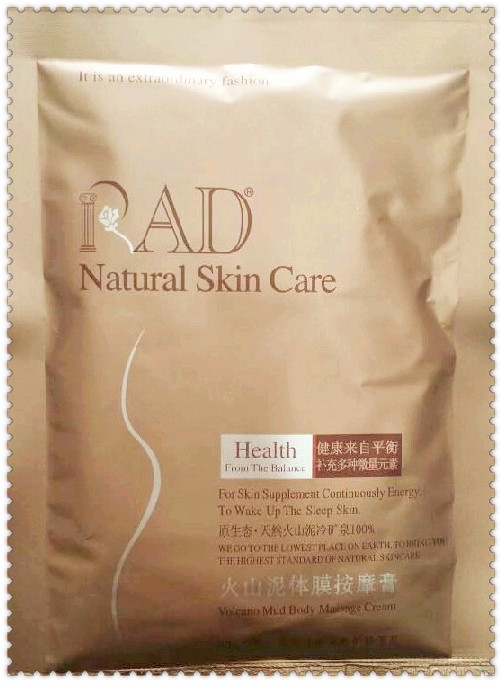 It is an extraordinary fashion
RAD®
Natural Skin Care
Health
From The Balance
健康来自平衡
补充多种微量元素
For Skin Supplement Continuously Energy.
To Wake Up The Sleep Skin.
原生态·天然火山泥冷矿泉100%
WE GO TO THE LOWEST PLACE ON EARTH, TO BRING YOU
THE HIGHEST STANDARD OF NATURAL SKINCARE
火山泥体膜按摩膏
Volcano Mud Body Massage Cream